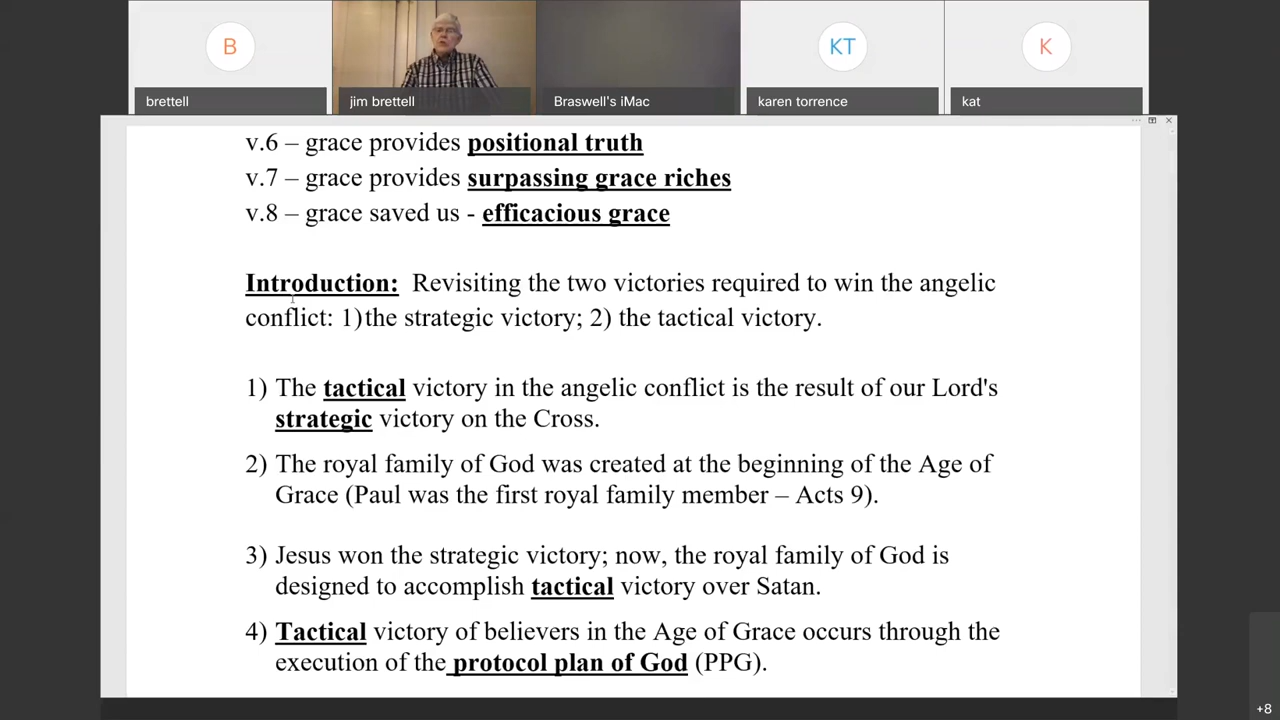 B
KT
K
brettell
jim brettell
Braswell's iMac
karen torrence
kat
v.6 – grace provides positional truth
v.7 – grace provides surpassing grace riches
v.8 – grace saved us - efficacious grace
Introduction: Revisiting the two victories required to win the angelic
conflict: 1)the strategic victory; 2) the tactical victory.
1) The tactical victory in the angelic conflict is the result of our Lord's
strategic victory on the Cross.
2) The royal family of God was created at the beginning of the Age of
Grace (Paul was the first royal family member – Acts 9).
3) Jesus won the strategic victory; now, the royal family of God is
designed to accomplish tactical victory over Satan.
4) Tactical victory of believers in the Age of Grace occurs through the
execution of the protocol plan of God (PPG).
+8